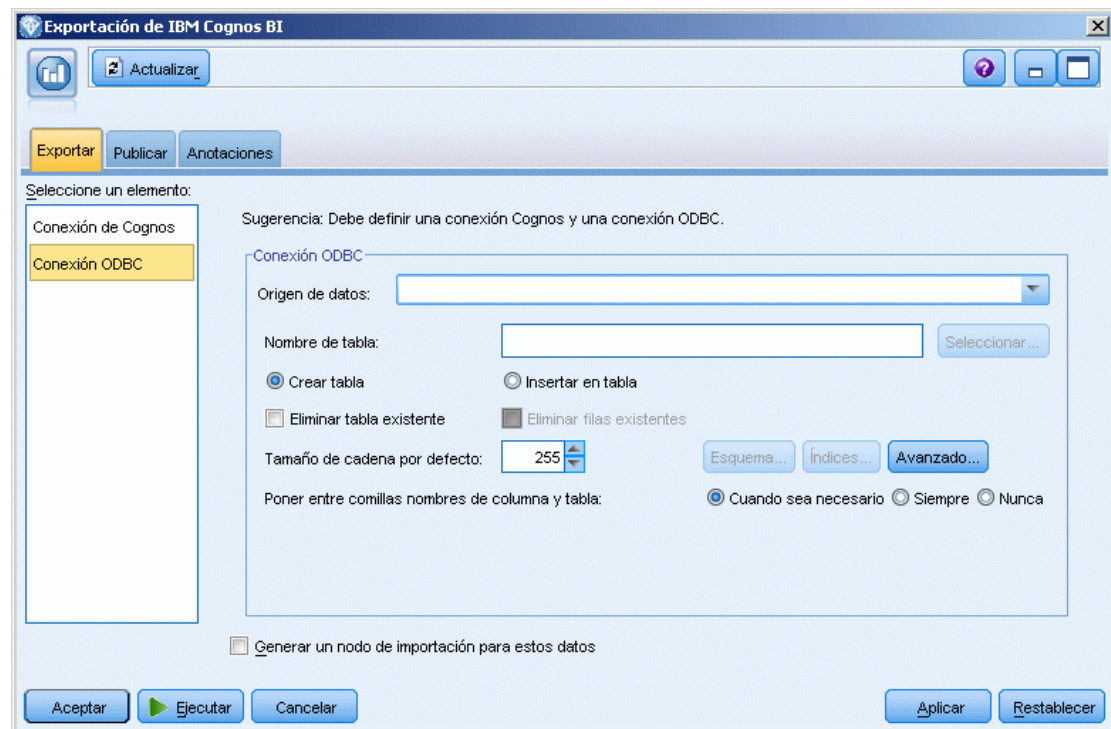 Exportación de IBM Cognos BI
Actualizar
Exportar Publicar Anotaciones
Seleccione un elemento:
Conexión de Cognos
Conexión ODBC
Sugerencia: Debe definir una conexión Cognos y una conexión ODBC.
Conexión ODBC
Origen de datos:
Nombre de tabla: Seleccionar...
Crear tabla Insertar en tabla
Eliminar tabla existente Eliminar filas existentes
Tamaño de cadena por defecto: 255 Esquema... Índices... Avanzado...
Poner entre comillas nombres de columna y tabla: Cuando sea necesario Siempre Nunca
Generar un nodo de importación para estos datos
Aceptar Ejecutar Cancelar Aplicar Restablecer